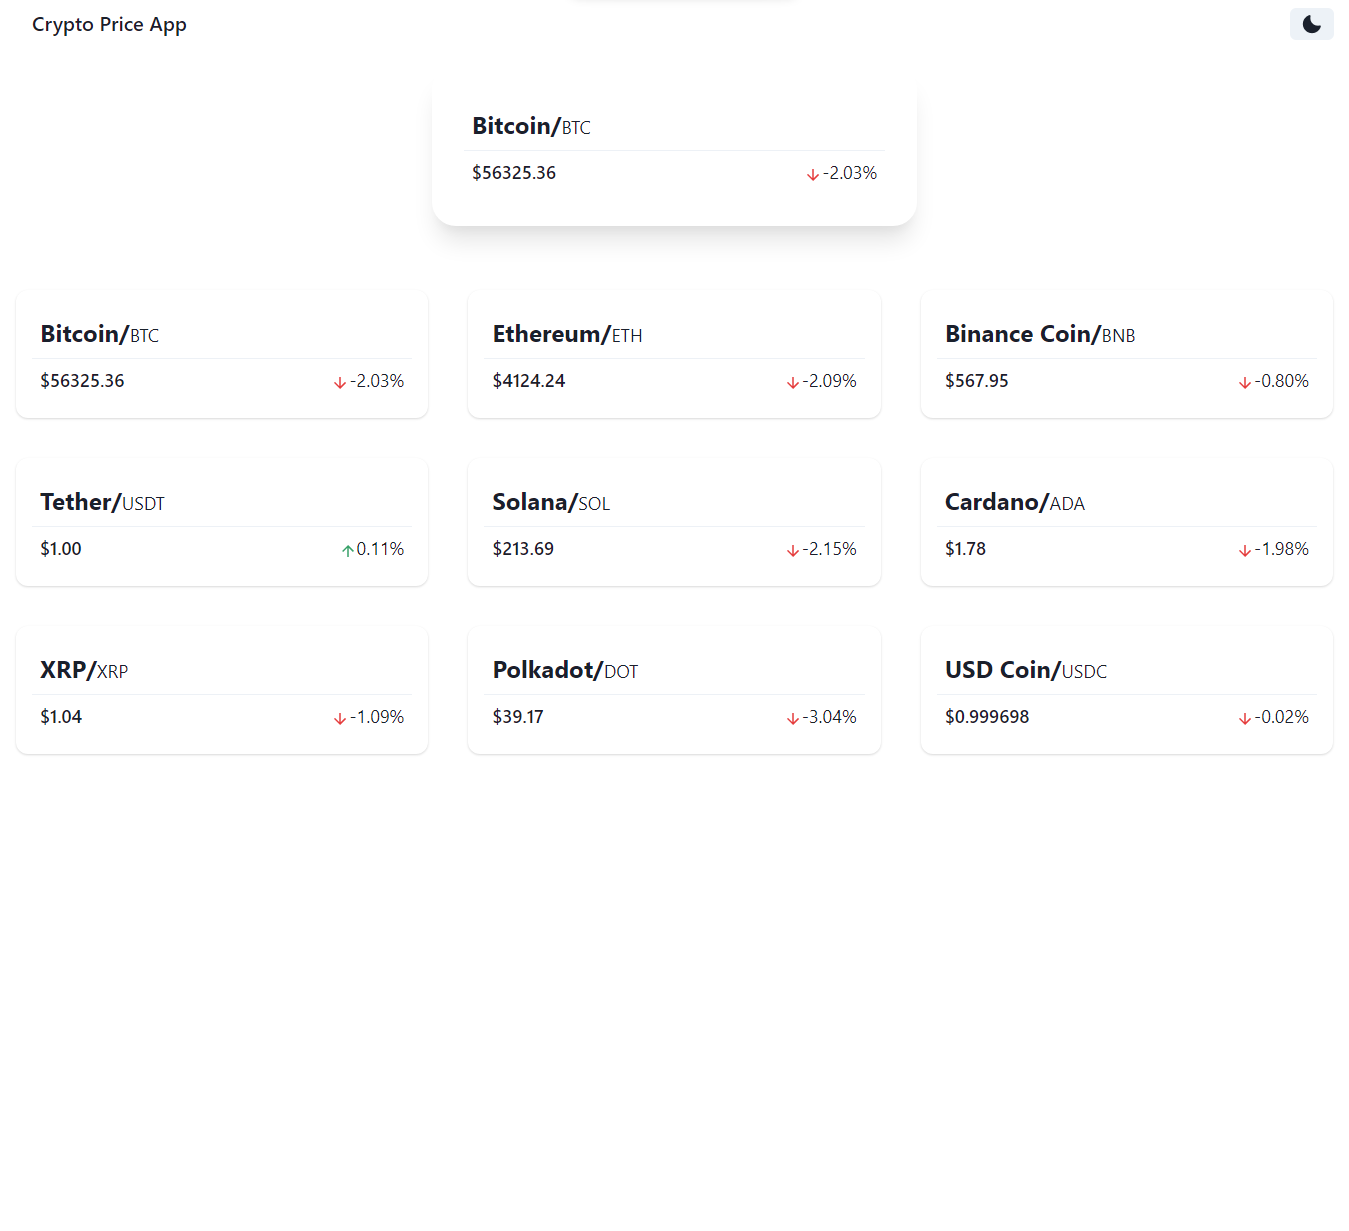 Crypto Price App
Bitcoin/BTC
$56325.36 -2.03%
Bitcoin/BTC
$56325.36 -2.03%
Ethereum/ETH
$4124.24 -2.09%
Binance Coin/BNB
$567.95 -0.80%
Tether/USDT
$1.00 0.11%
Solana/SOL
$213.69 -2.15%
Cardano/ADA
$1.78 -1.98%
XRP/XRP
$1.04 -1.09%
Polkadot/DOT
$39.17 -3.04%
USD Coin/USDC
$0.999698 -0.02%